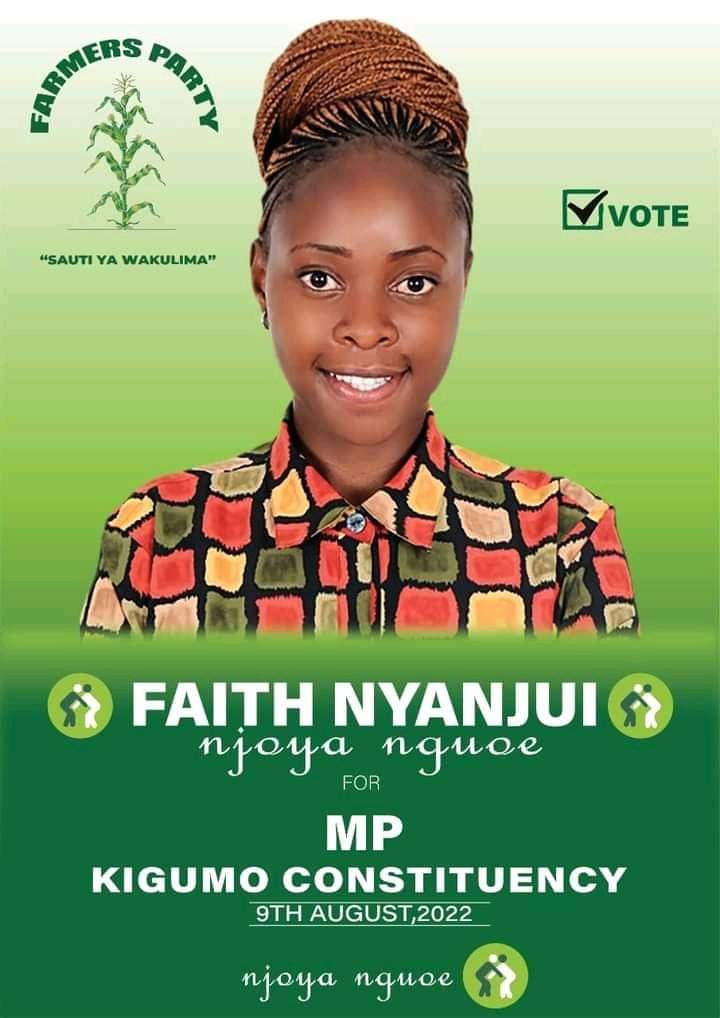 FARMERS PARTY
"SAUTI YA WAKULIMA"
VOTE
FAITH NYANJUI
njoya nguoe
FOR
MP
KIGUMO CONSTITUENCY
9TH AUGUST,2022
njoya nguoe